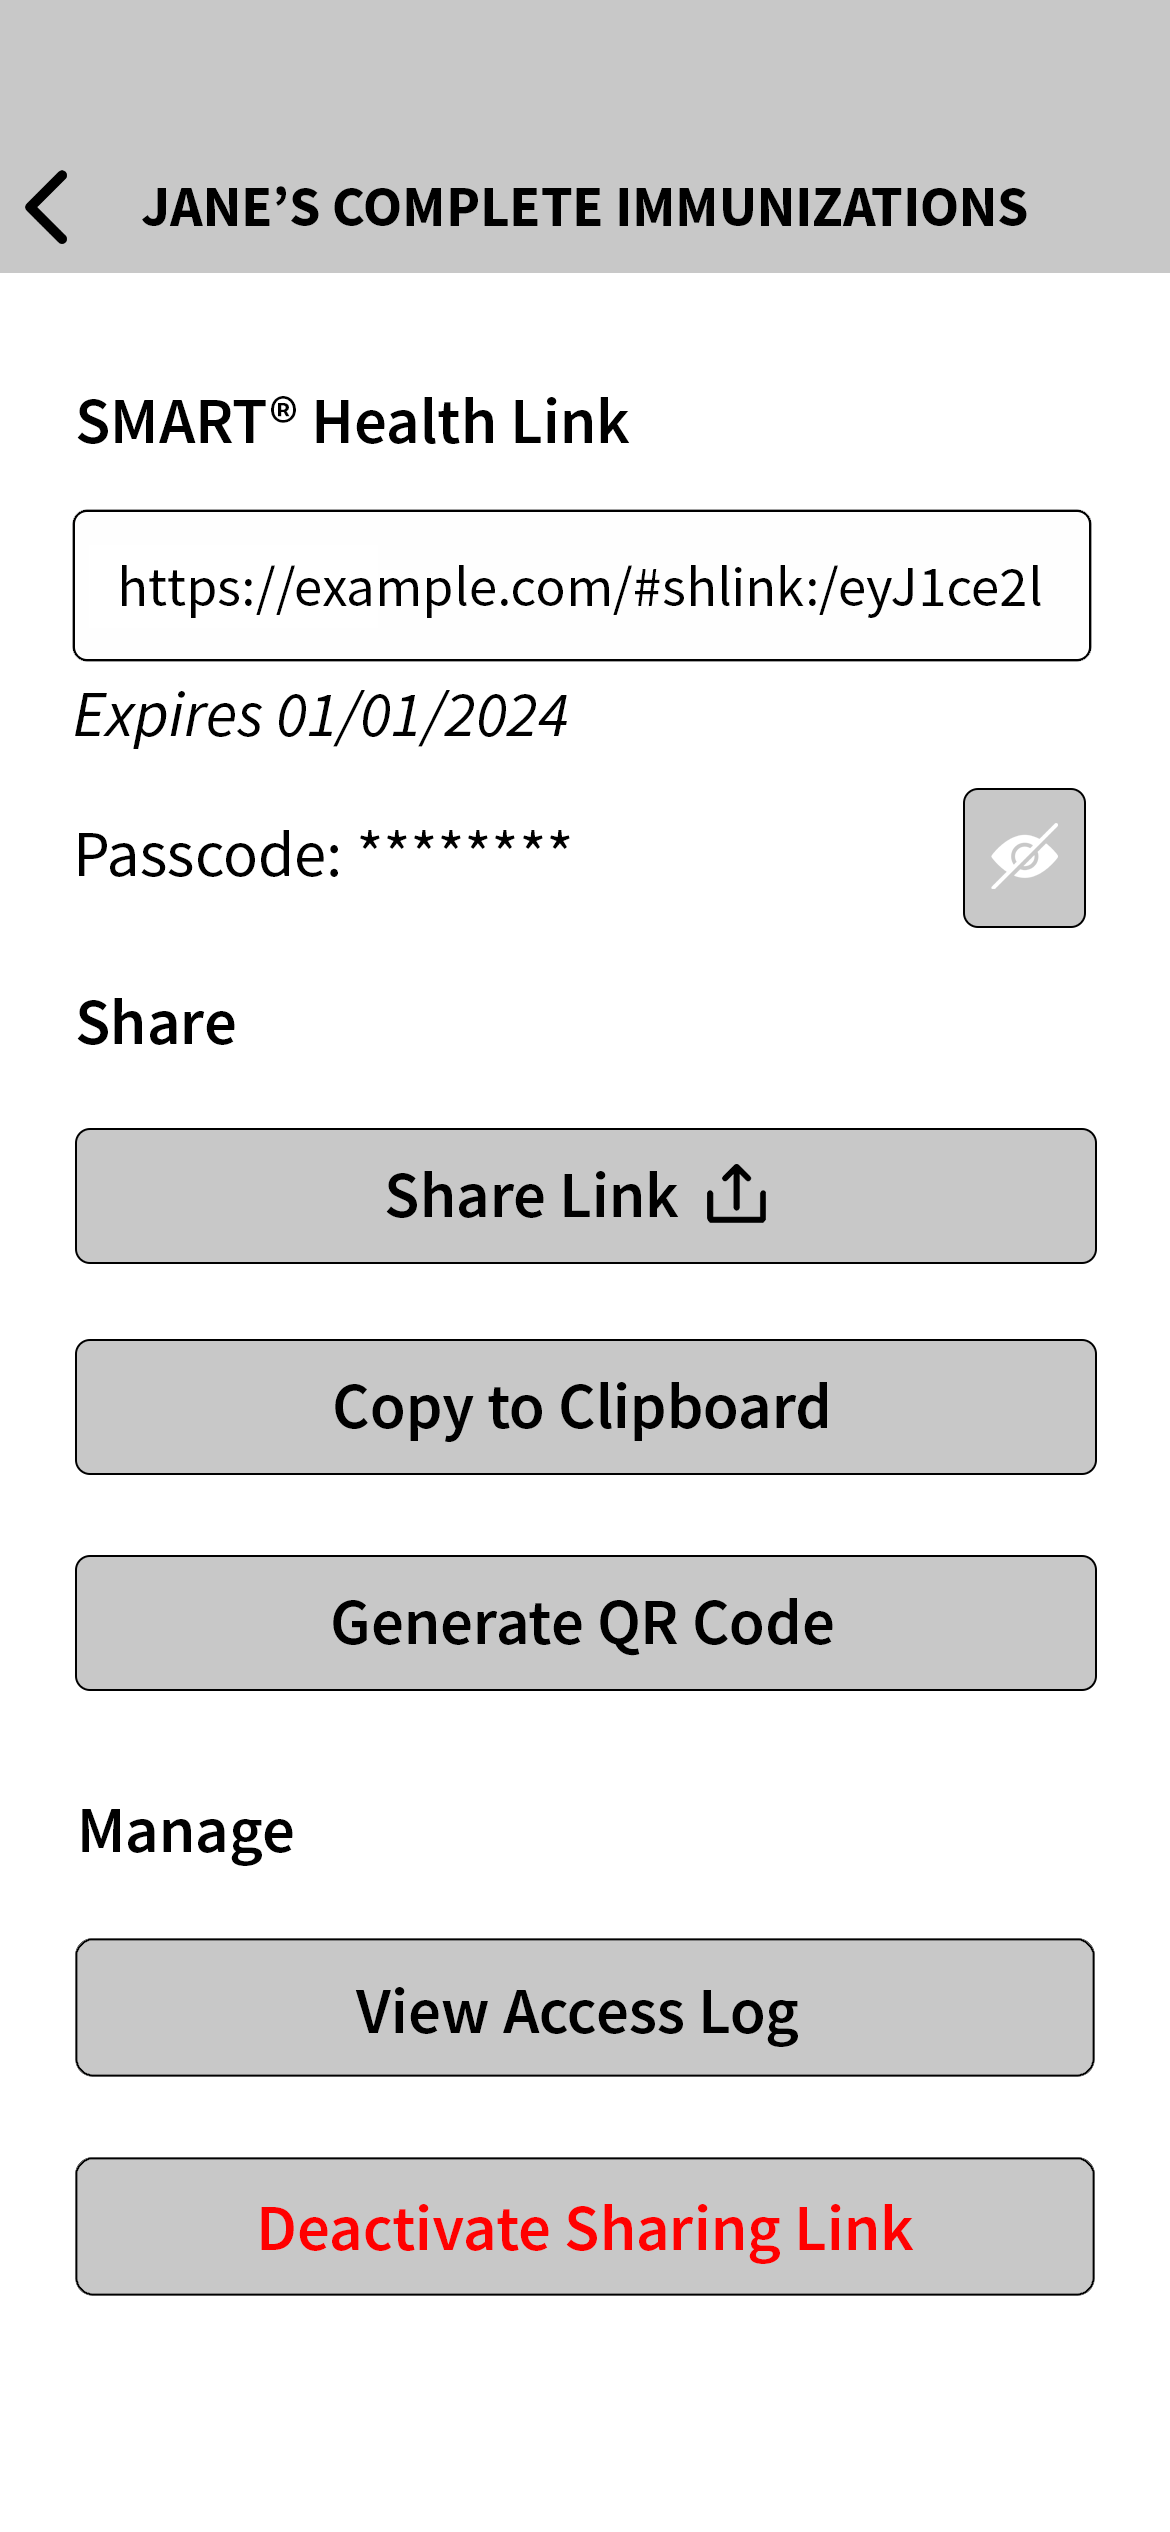 JANE’S COMPLETE IMMUNIZATIONS
SMART® Health Link
https://example.com/#shlink:/eyJ1ce2l
Expires 01/01/2024
Passcode: ********
Share
Share Link
Copy to Clipboard
Generate QR Code
Manage
View Access Log
Deactivate Sharing Link